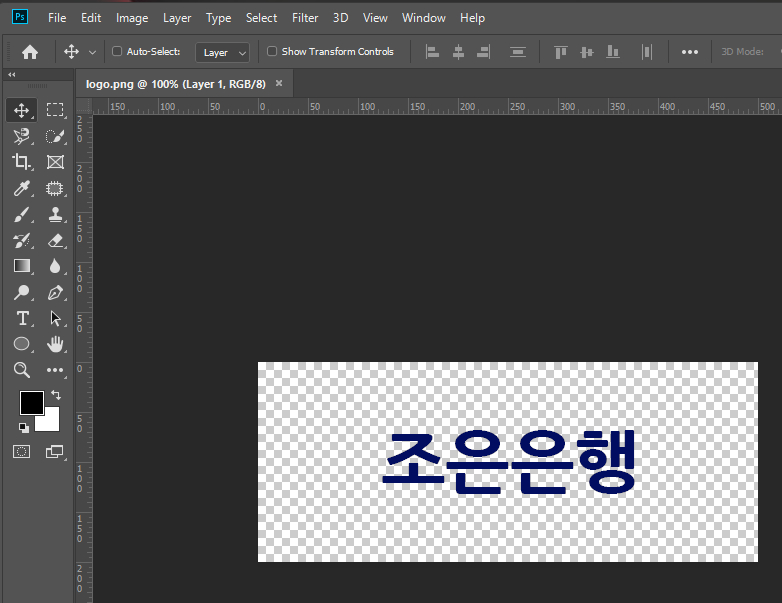 Ps File Edit Image Layer Type Select Filter 3D View Window Help
Auto-Select: Layer Show Transform Controls 3D Mode:
logo.png @ 100% (Layer 1, RGB/8) ×
150 100 50 0 50 100 150 200 250 300 350 400 450 500
250
200
150
100
50
0
50
100
150
200
조은은행